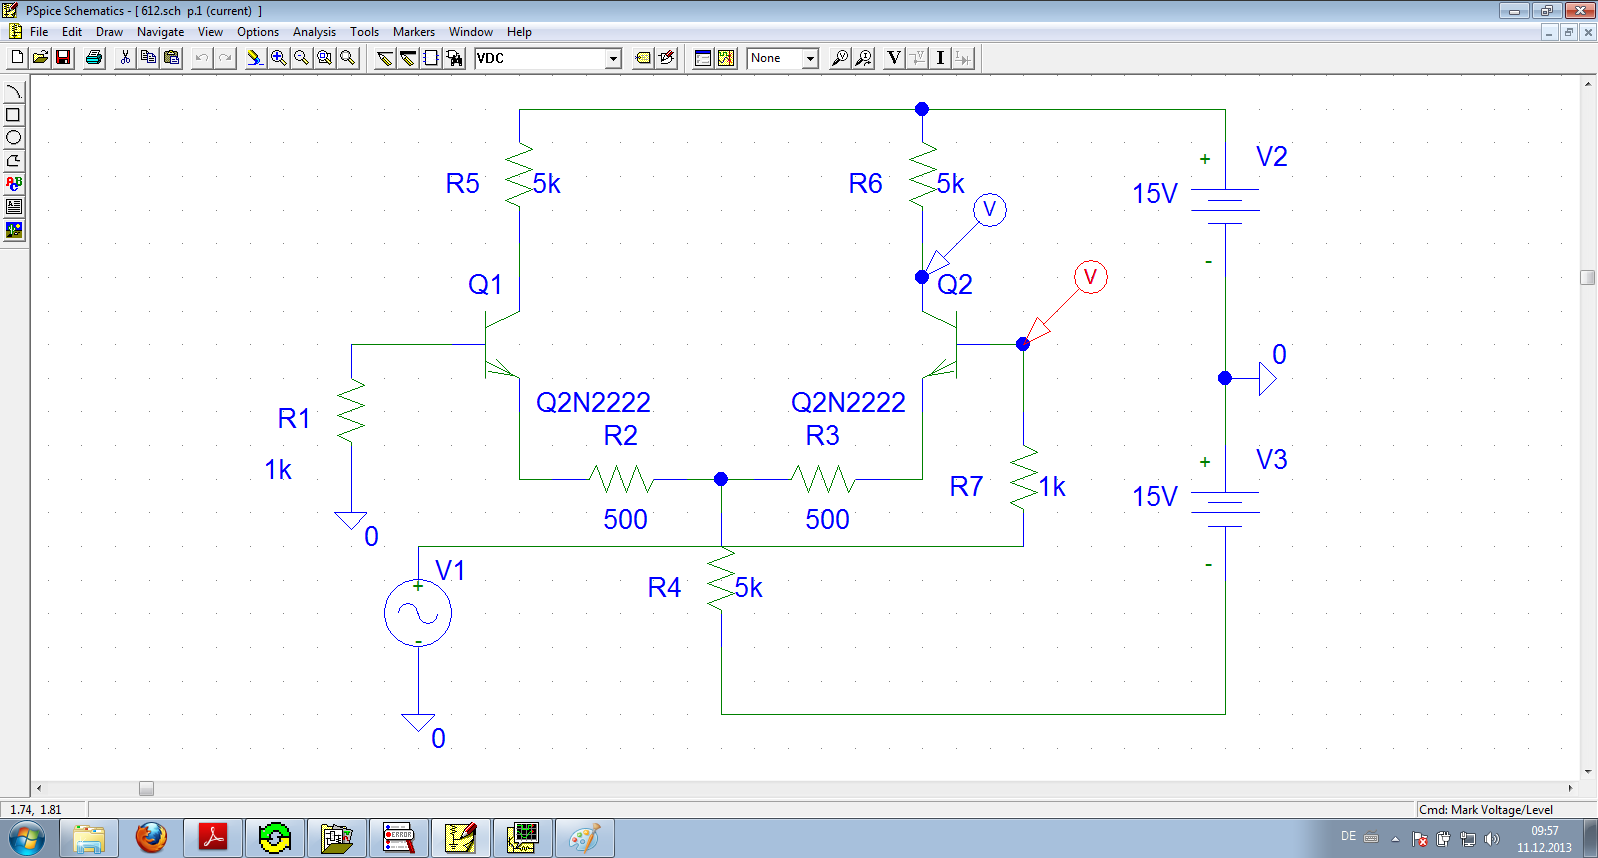 PSpice Schematics - [ 612.sch  p.1 (current)  ]
File Edit Draw Navigate View Options Analysis Tools Markers Window Help
VDC None V I
ABC
R5 5k R6 5k + V2
15V
V
-
Q1 Q2 V
0
R1 Q2N2222 Q2N2222
R2 R3
1k R7 1k + V3
15V
500 500
0
V1 + R4 5k -
-
0
1.74, 1.81 Cmd: Mark Voltage/Level
ERROR
DE 09:57
11.12.2013